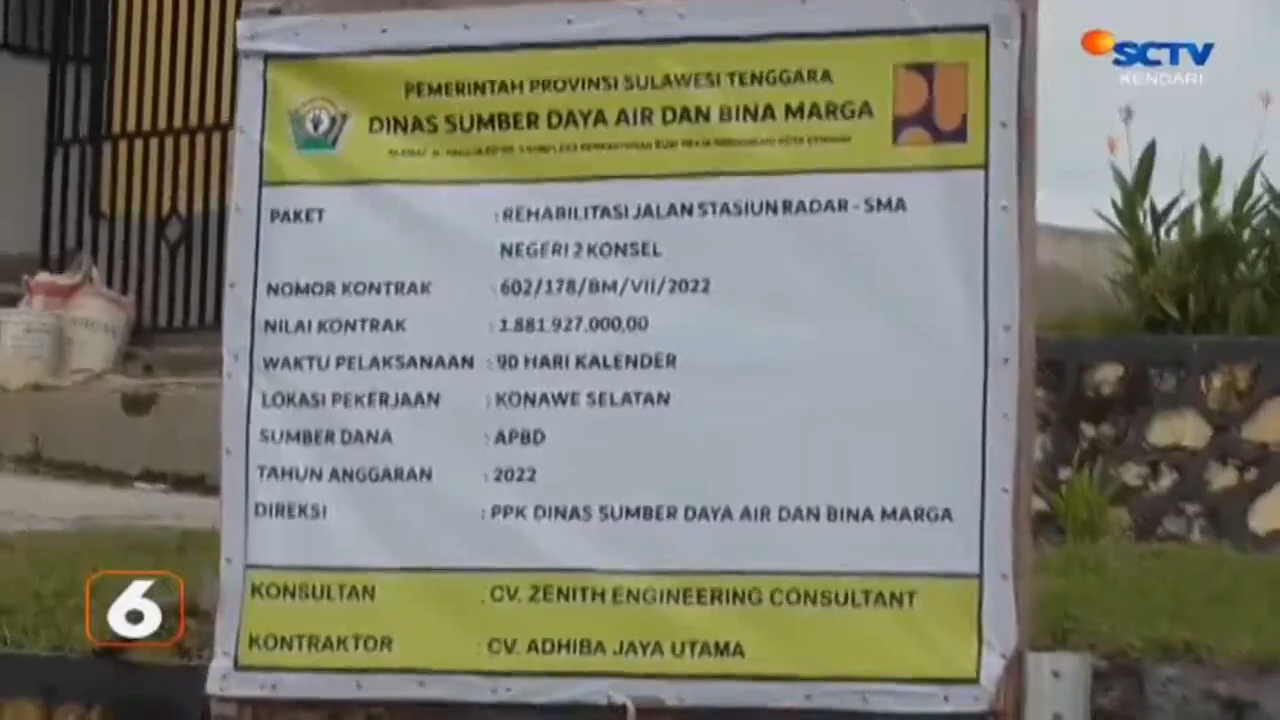 SCTV
KENDARI
PEMERINTAH PROVINSI SULAWESI TENGGARA
DINAS SUMBER DAYA AIR DAN BINA MARGA
PAKET : REHABILITASI JALAN STASIUN RADAR - SMA
NEGERI 2 KONSEL
NOMOR KONTRAK : 602/178/BM/VII/2022
NILAI KONTRAK : 1.881.927.000,00
WAKTU PELAKSANAAN : 90 HARI KALENDER
LOKASI PEKERJAAN : KONAWE SELATAN
SUMBER DANA : APBD
TAHUN ANGGARAN : 2022
DIREKSI : PPK DINAS SUMBER DAYA AIR DAN BINA MARGA
KONSULTAN : CV. ZENITH ENGINEERING CONSULTANT
KONTRAKTOR : CV. ADHIBA JAYA UTAMA
6